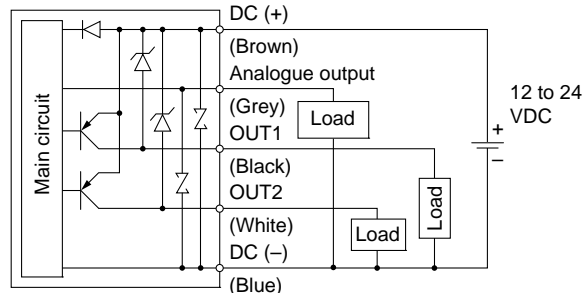 DC (+)
(Brown)
Analogue output
(Grey)
OUT1
(Black)
OUT2
(White)
DC (–)
(Blue)
Main circuit
Load
Load
Load
12 to 24
VDC
+
–